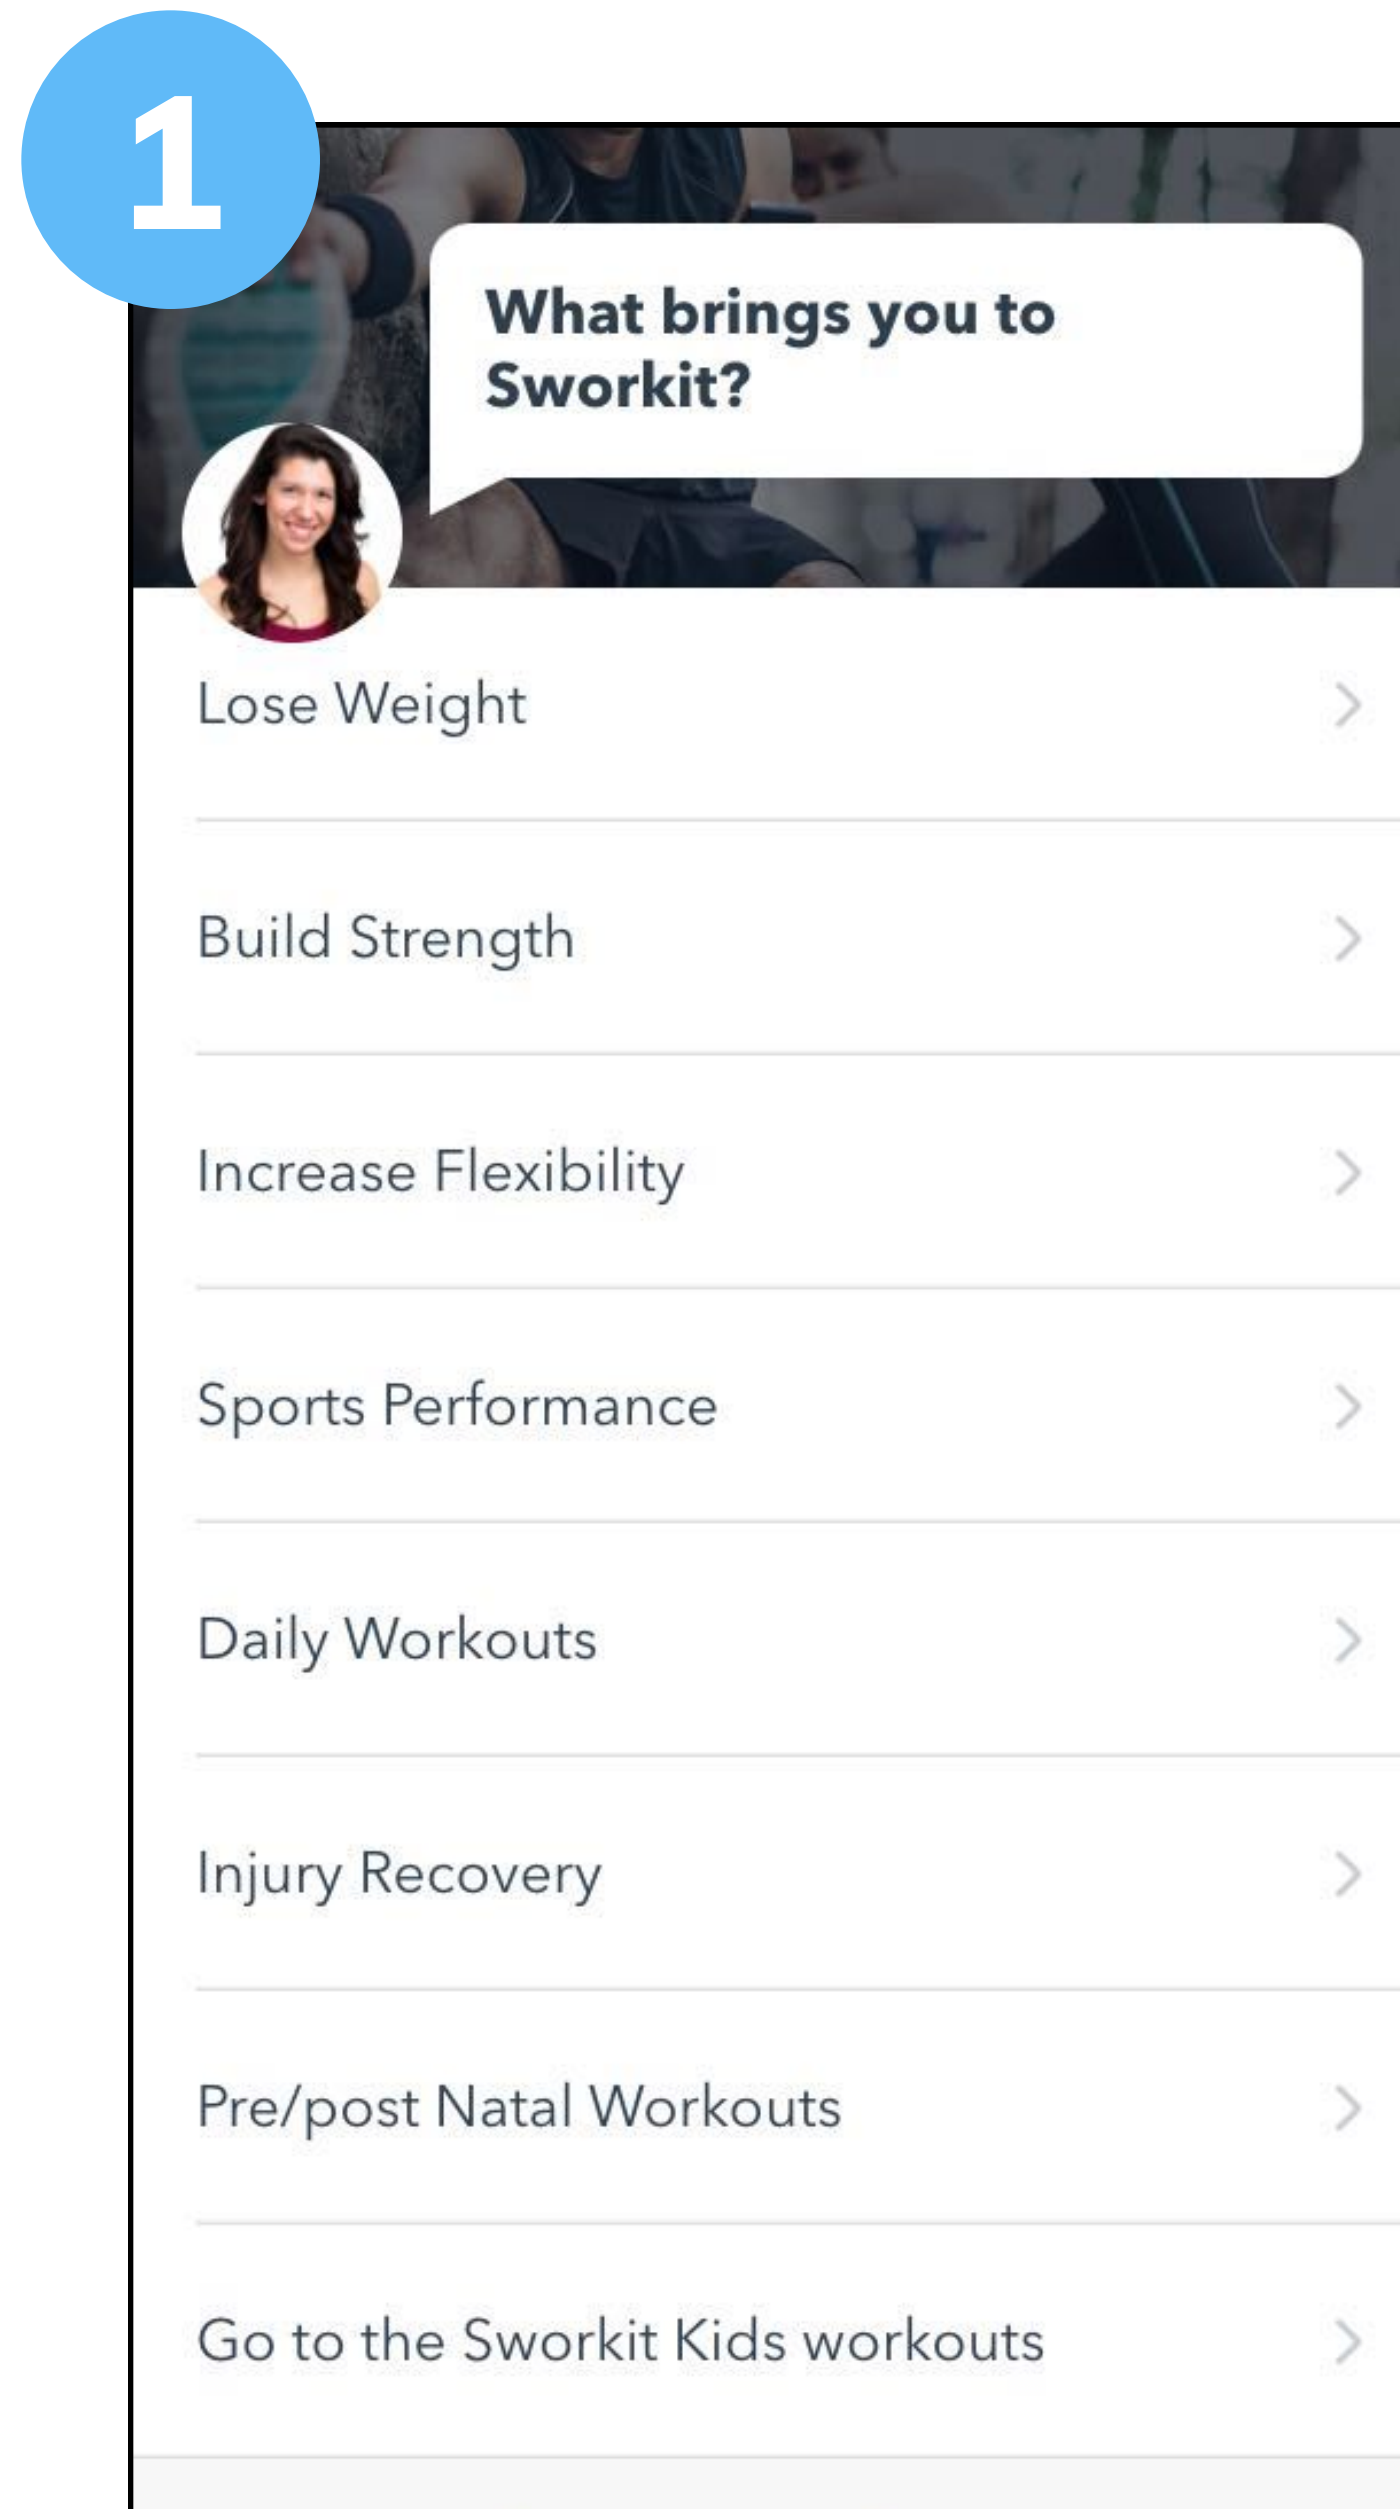 1
What brings you to
Sworkit?
Lose Weight
Build Strength
Increase Flexibility
Sports Performance
Daily Workouts
Injury Recovery
Pre/post Natal Workouts
Go to the Sworkit Kids workouts